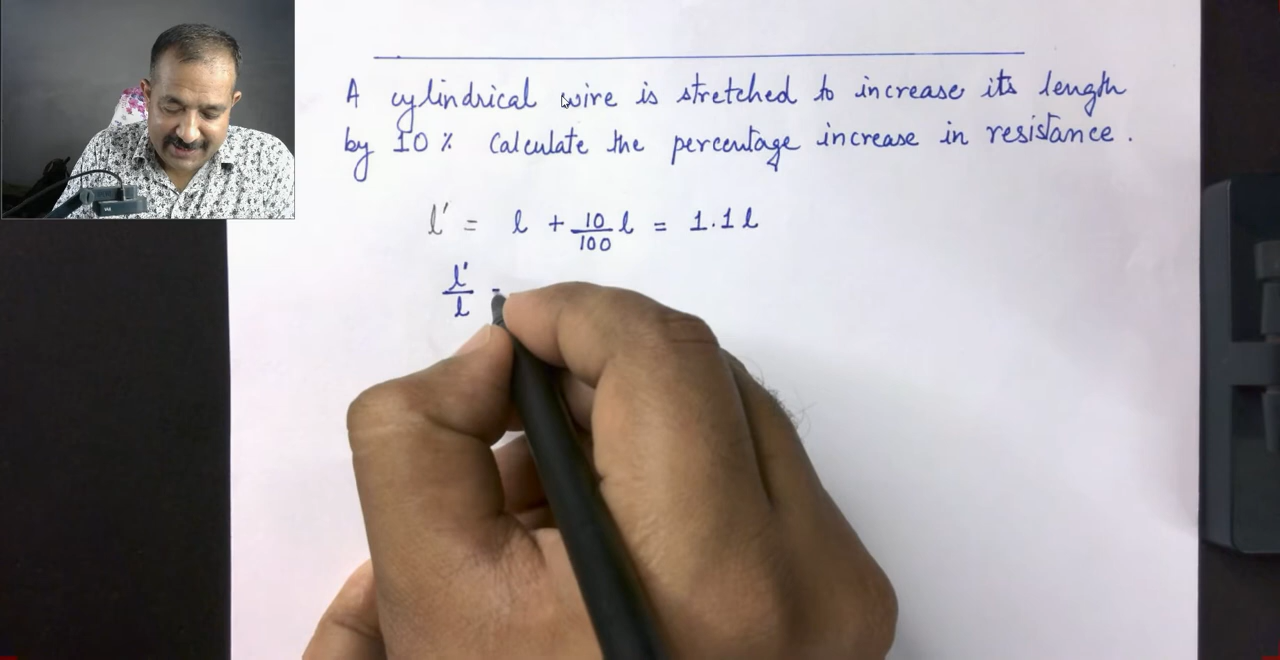 A cylindrical wire is stretched to increase its length
by 10 % Calculate the percentage increase in resistance.
l' = l + 10/100 l = 1.1 l
l'/l =